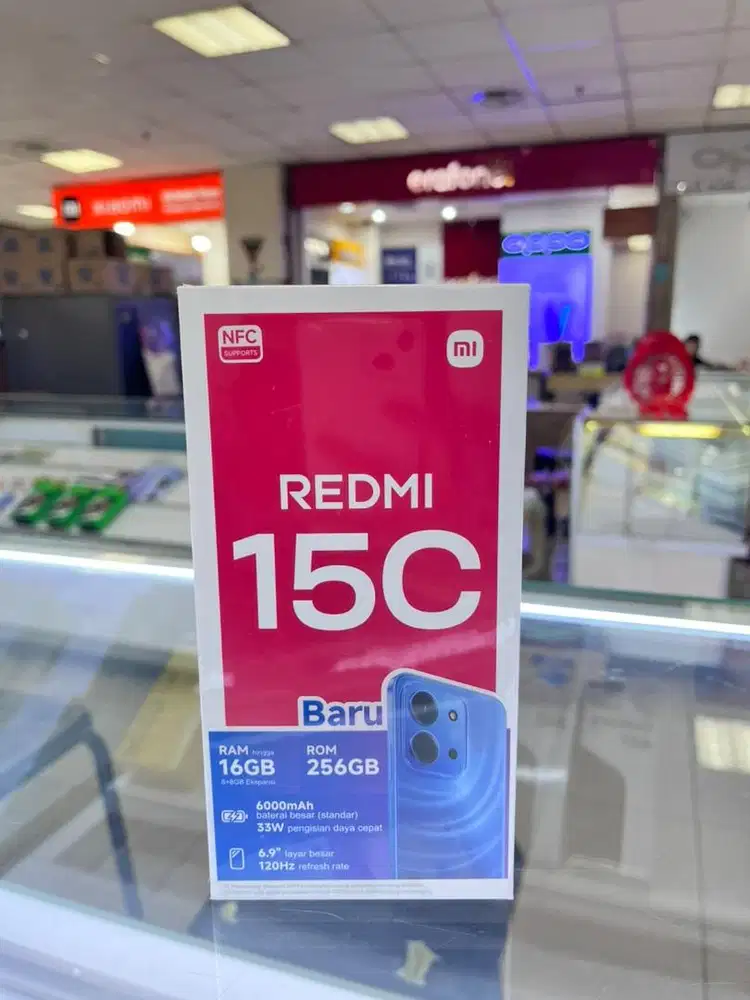 XIAOMI
erafone
oppo
NFC
SUPPORTS
mi
REDMI
15C
Baru
RAM hingga
16GB
8+8GB Ekspansi
ROM
256GB
6000mAh
baterai besar (standar)
33W pengisian daya cepat
6.9" layar besar
120Hz refresh rate